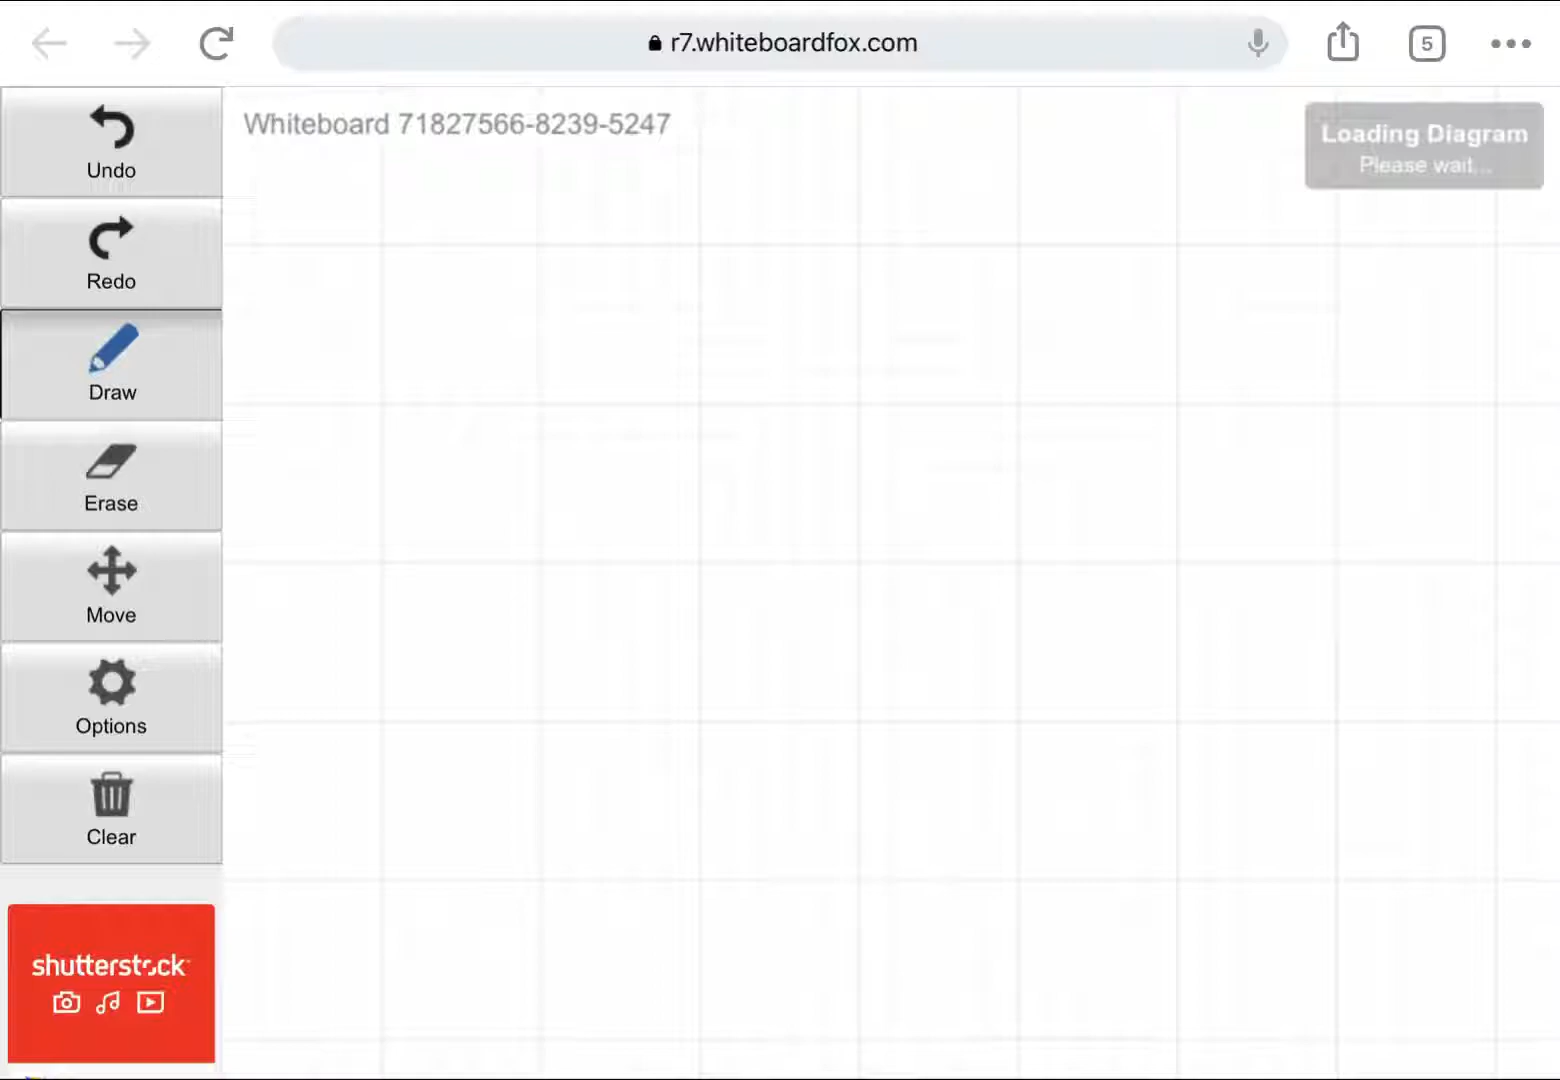 r7.whiteboardfox.com
5
Whiteboard 71827566-8239-5247
Loading Diagram
Please wait...
Undo
Redo
Draw
Erase
Move
Options
Clear
shutterstock